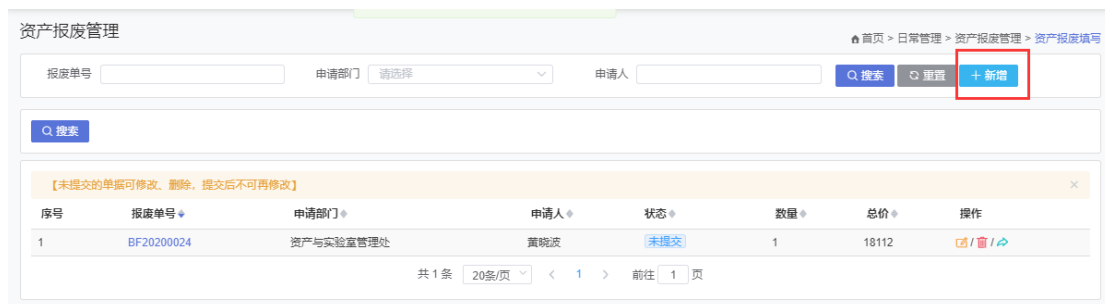 资产报废管理
首页 > 日常管理 > 资产报废管理 > 资产报废填写
报废单号 申请部门 请选择 申请人 搜索 重置 + 新增
搜索
【未提交的单据可修改、删除，提交后不可再修改】
序号 报废单号 申请部门 申请人 状态 数量 总价 操作
1 BF20200024 资产与实验室管理处 黄晓波 未提交 1 18112 / /
共 1 条 20条/页 < 1 > 前往 1 页